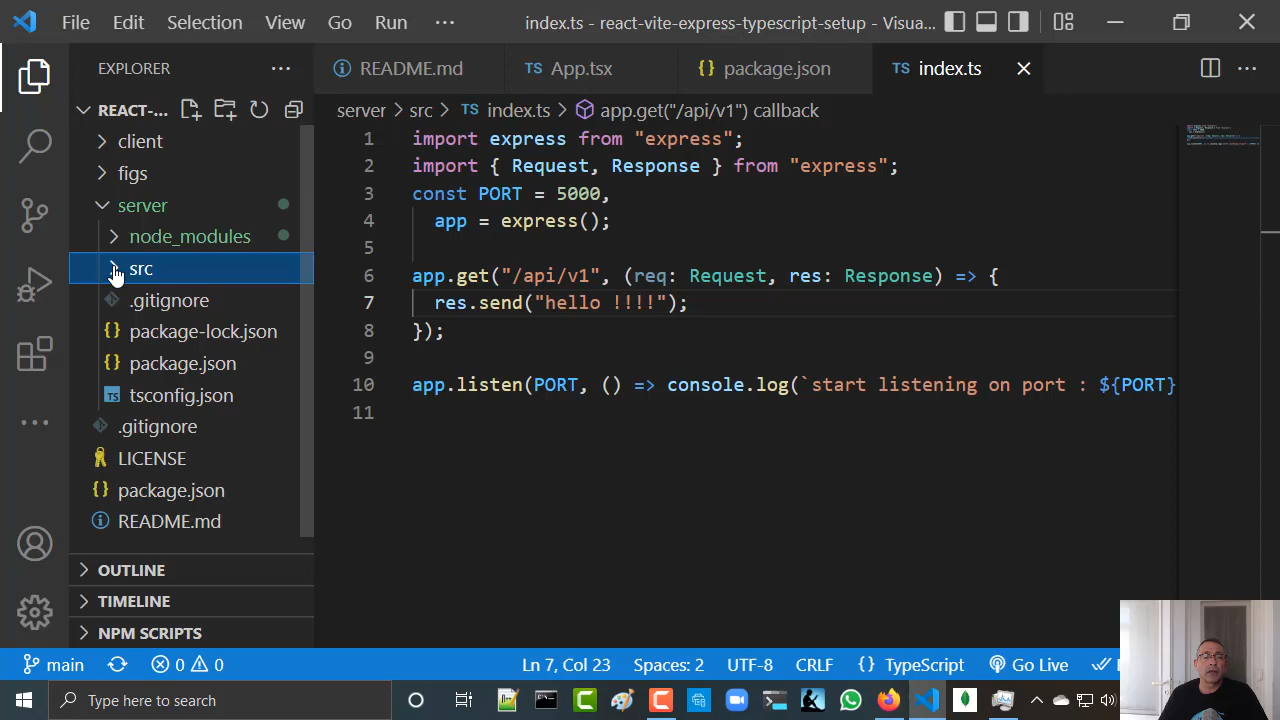 File Edit Selection View Go Run ··· index.ts - react-vite-express-typescript-setup - Visua...
EXPLORER ···
README.md TS App.tsx {} package.json TS index.ts
REACT-...
server > src > TS index.ts > app.get("/api/v1") callback
client
figs
server
node_modules
src
.gitignore
package-lock.json
{} package.json
TS tsconfig.json
.gitignore
LICENSE
{} package.json
README.md
OUTLINE
TIMELINE
NPM SCRIPTS
1 import express from "express";
2 import { Request, Response } from "express";
3 const PORT = 5000,
4 app = express();
5
6 app.get("/api/v1", (req: Request, res: Response) => {
7 res.send("hello !!!!");
8 });
9
10 app.listen(PORT, () => console.log(`start listening on port : ${PORT}
11
main 0 0 Ln 7, Col 23 Spaces: 2 UTF-8 CRLF {} TypeScript Go Live
Type here to search